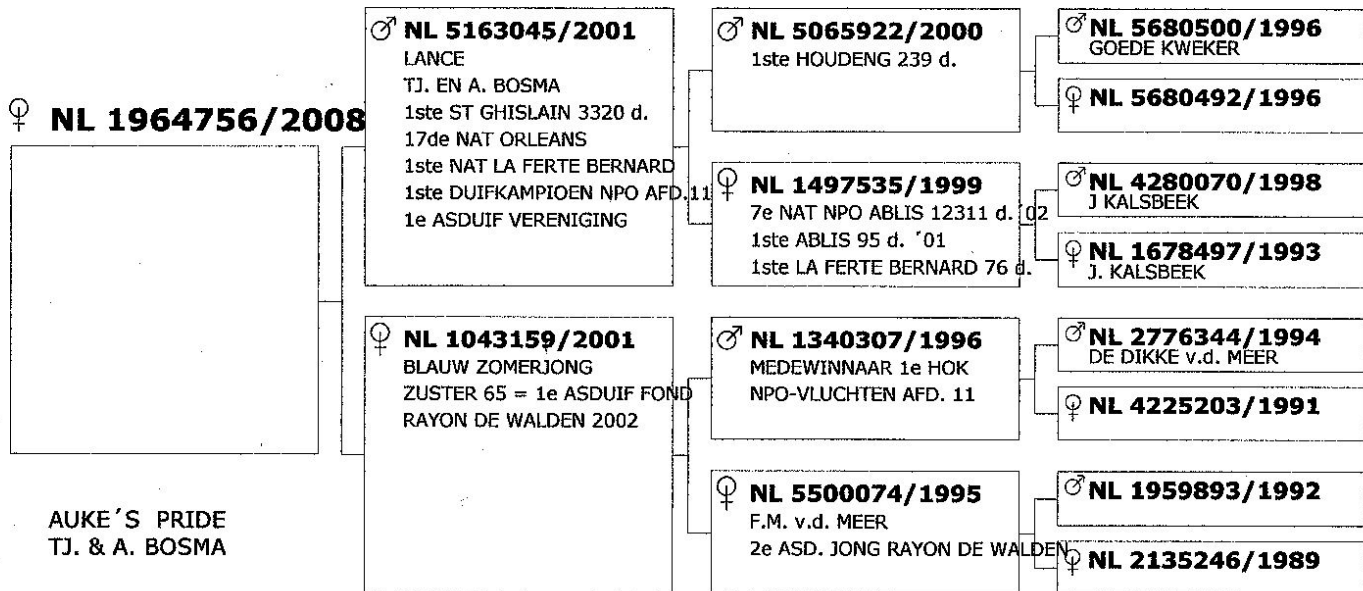 ♀ NL 1964756/2008
AUKE´S PRIDE
TJ. & A. BOSMA
♂ NL 5163045/2001
LANCE
TJ. EN A. BOSMA
1ste ST GHISLAIN 3320 d.
17de NAT ORLEANS
1ste NAT LA FERTE BERNARD
1ste DUIFKAMPIOEN NPO AFD.11
1e ASDUIF VERENIGING
♀ NL 1043159/2001
BLAUW ZOMERJONG
ZUSTER 65 = 1e ASDUIF FOND
RAYON DE WALDEN 2002
♂ NL 5065922/2000
1ste HOUDENG 239 d.
♀ NL 1497535/1999
7e NAT NPO ABLIS 12311 d. ´02
1ste ABLIS 95 d. ´01
1ste LA FERTE BERNARD 76 d.
♂ NL 1340307/1996
MEDEWINNAAR 1e HOK
NPO-VLUCHTEN AFD. 11
♀ NL 5500074/1995
F.M. v.d. MEER
2e ASD. JONG RAYON DE WALDEN
♂ NL 5680500/1996
GOEDE KWEKER
♀ NL 5680492/1996
♂ NL 4280070/1998
J KALSBEEK
♀ NL 1678497/1993
J. KALSBEEK
♂ NL 2776344/1994
DE DIKKE v.d. MEER
♀ NL 4225203/1991
♂ NL 1959893/1992
♀ NL 2135246/1989